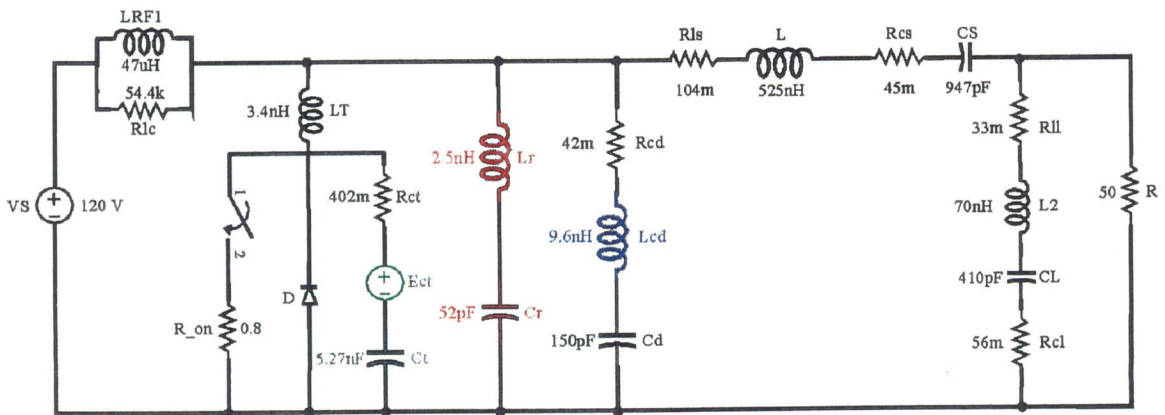 LRF1
47uH
54.4k
Rlc
VS
120 V
3.4nH
LT
1
2
R_on
0.8
D
402m
Rct
Ect
5.27nF
Ct
2.5nH
Lr
52pF
Cr
42m
Rcd
9.6nH
Lcd
150pF
Cd
Rls
104m
L
525nH
Rcs
45m
CS
947pF
33m
Rll
70nH
L2
410pF
CL
56m
Rcl
50
R